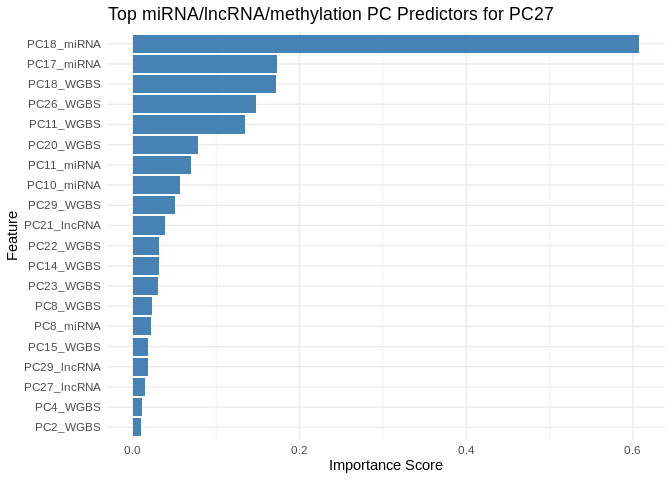 Top miRNA/lncRNA/methylation PC Predictors for PC27
Feature
PC18_miRNA
PC17_miRNA
PC18_WGBS
PC26_WGBS
PC11_WGBS
PC20_WGBS
PC11_miRNA
PC10_miRNA
PC29_WGBS
PC21_lncRNA
PC22_WGBS
PC14_WGBS
PC23_WGBS
PC8_WGBS
PC8_miRNA
PC15_WGBS
PC29_lncRNA
PC27_lncRNA
PC4_WGBS
PC2_WGBS
0.0 0.2 0.4 0.6
Importance Score